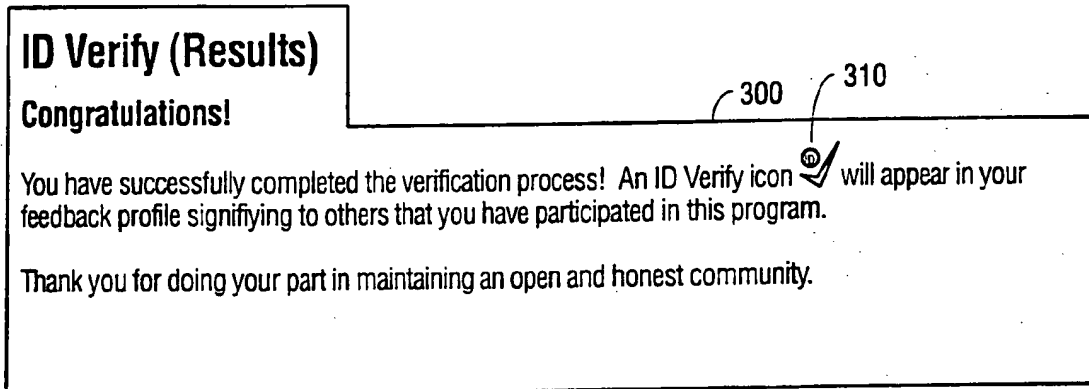 ID Verify (Results)
300 310
Congratulations!
You have successfully completed the verification process! An ID Verify icon ID will appear in your
feedback profile signifiying to others that you have participated in this program.
Thank you for doing your part in maintaining an open and honest community.